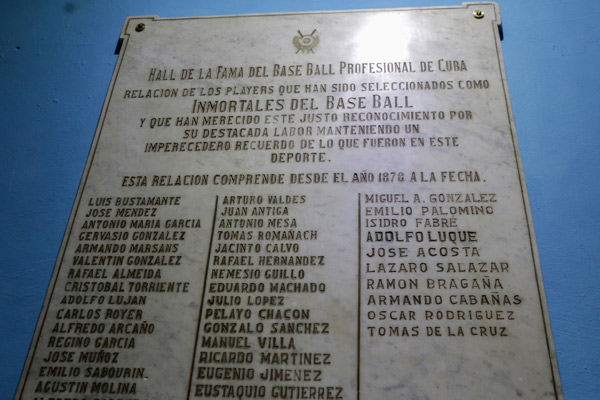 HALL DE LA FAMA DEL BASE BALL PROFESIONAL DE CUBA
RELACION DE LOS PLAYERS QUE HAN SIDO SELECCIONADOS COMO
INMORTALES DEL BASE BALL
Y QUE HAN MERECIDO ESTE JUSTO RECONOCIMIENTO POR
SU DESTACADA LABOR MANTENIENDO UN
IMPERECEDERO RECUERDO DE LO QUE FUERON EN ESTE
DEPORTE.
ESTA RELACION COMPRENDE DESDE EL AÑO 1878 A LA FECHA.
LUIS BUSTAMANTE
JOSE MENDEZ
ANTONIO MARIA GARCIA
GERVASIO GONZALEZ
ARMANDO MARSANS
VALENTIN GONZALEZ
RAFAEL ALMEIDA
CRISTOBAL TORRIENTE
ADOLFO LUJAN
CARLOS ROYER
ALFREDO ARCAÑO
REGINO GARCIA
JOSE MUÑOZ
EMILIO SABOURIN.
AGUSTIN MOLINA
ARTURO VALDES
JUAN ANTIGA
ANTONIO MESA
TOMAS ROMAÑACH
JACINTO CALVO
RAFAEL HERNANDEZ
NEMESIO GUILLO
EDUARDO MACHADO
JULIO LOPEZ
PELAYO CHACON
GONZALO SANCHEZ
MANUEL VILLA
RICARDO MARTINEZ
EUGENIO JIMENEZ
EUSTAQUIO GUTIERREZ
MIGUEL A. GONZALEZ
EMILIO PALOMINO
ISIDRO FABRÉ
ADOLFO LUQUE
JOSE ACOSTA
LAZARO SALAZAR
RAMON BRAGAÑA
ARMANDO CABAÑAS
OSCAR RODRIGUEZ
TOMAS DE LA CRUZ